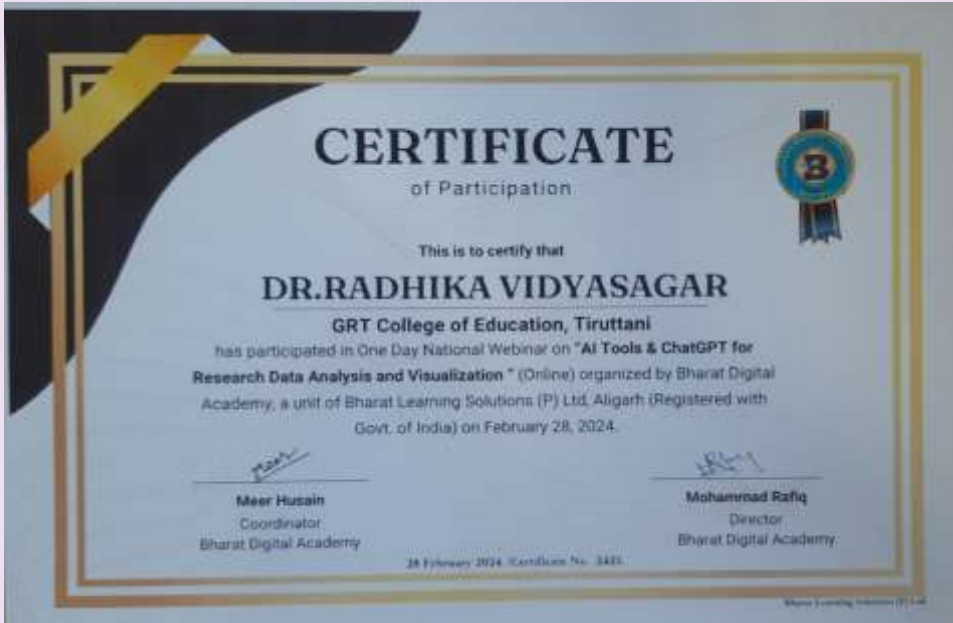 CERTIFICATE
of Participation
B
This is to certify that
DR.RADHIKA VIDYASAGAR
GRT College of Education, Tiruttani
has participated in One Day National Webinar on "AI Tools & ChatGPT for
Research Data Analysis and Visualization " (Online) organized by Bharat Digital
Academy, a unit of Bharat Learning Solutions (P) Ltd, Aligarh (Registered with
Govt. of India) on February 28, 2024.
Meer Husain
Coordinator
Bharat Digital Academy
Mohammad Rafiq
Director
Bharat Digital Academy
28 February 2024 Certificate No.
Bharat Learning Solutions (P) Ltd.